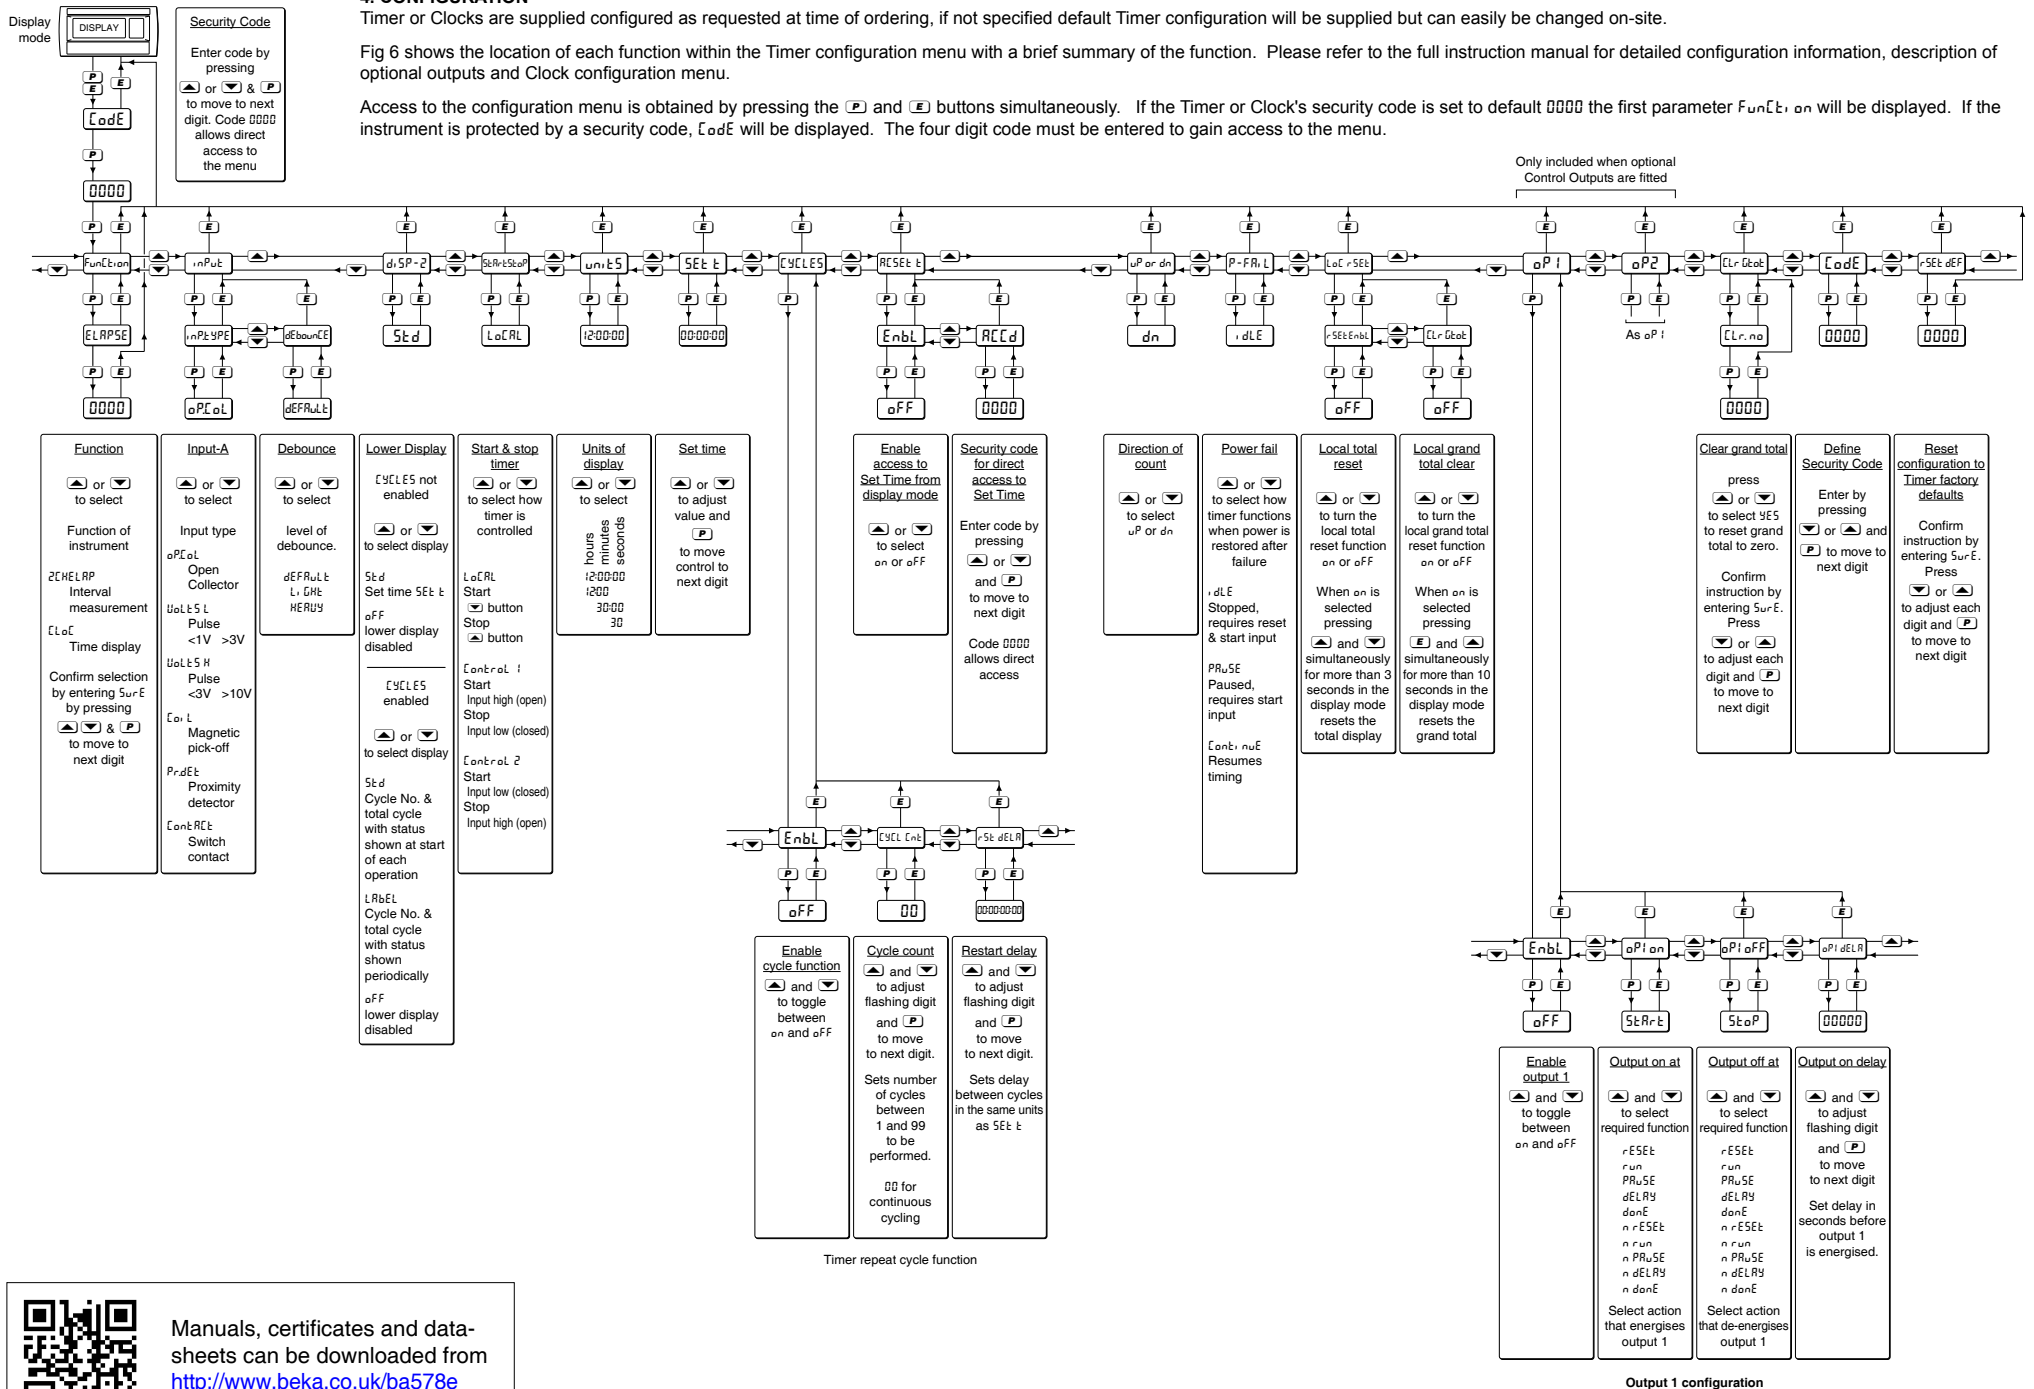 4. CONFIGURATION
Timer or Clocks are supplied configured as requested at time of ordering, if not specified default Timer configuration will be supplied but can easily be changed on-site.
Fig 6 shows the location of each function within the Timer configuration menu with a brief summary of the function. Please refer to the full instruction manual for detailed configuration information, description of
optional outputs and Clock configuration menu.
Access to the configuration menu is obtained by pressing the P and E buttons simultaneously. If the Timer or Clock's security code is set to default 0000 the first parameter FunCtion will be displayed. If the
instrument is protected by a security code, CodE will be displayed. The four digit code must be entered to gain access to the menu.
Display
mode
DISPLAY
P
E
E
CodE
P
0000
Security Code
Enter code by
pressing
▲ or ▼ & P
to move to next
digit. Code 0000
allows direct
access to
the menu
Only included when optional
Control Outputs are fitted
P E E E E E E E E E E E E E E E E
FunCtion inPut diSP-2 StArtStoP unitS SEt t CYCLES ACSEt t uP or dn P-FAiL LoC rSEt oP1 oP2 CLr Gtot CodE rSEt dEF
P E P E E P E P E P E P E P P E E P E P E P E E P P E P E P E P E
ELAPSE inP.tYPE dEbounCE Std LoCAL 12:00:00 00:00:00 EnbL ACCd dn idLE rSEtEnbL CLr Gtot As oP1 CLr.no 0000 0000
P E P E P E P E P E P E P E P E
0000 oP.CoL dEFAuLt oFF 0000 oFF oFF 0000
Function
▲ or ▼
to select
Function of
instrument
2CHELAP
Interval
measurement
CLoC
Time display
Confirm selection
by entering SurE
by pressing
▲ ▼ & P
to move to
next digit
Input-A
▲ or ▼
to select
Input type
oP.CoL
Open
Collector
VoLtS L
Pulse
<1V >3V
VoLtS H
Pulse
<3V >10V
CoiL
Magnetic
pick-off
Pr.dEt
Proximity
detector
ContACt
Switch
contact
Debounce
▲ or ▼
to select
level of
debounce.
dEFAuLt
LiGHt
HEAVY
Lower Display
CYCLES not
enabled
▲ or ▼
to select display
Std
Set time SEt t
oFF
lower display
disabled
CYCLES
enabled
▲ or ▼
to select display
Std
Cycle No. &
total cycle
with status
shown at start
of each
operation
LAbEL
Cycle No. &
total cycle
with status
shown
periodically
oFF
lower display
disabled
Start & stop
timer
▲ or ▼
to select how
timer is
controlled
LoCAL
Start
▼ button
Stop
▲ button
ControL 1
Start
Input high (open)
Stop
Input low (closed)
ControL 2
Start
Input low (closed)
Stop
Input high (open)
Units of
display
▲ or ▼
to select
hours
minutes
seconds
12:00:00
12:00
30:00
30
Set time
▲ or ▼
to adjust
value and
P
to move
control to
next digit
Enable
access to
Set Time from
display mode
▲ or ▼
to select
on or oFF
Security code
for direct
access to
Set Time
Enter code by
pressing
▲ or ▼
and P
to move to
next digit
Code 0000
allows direct
access
Direction of
count
▲ or ▼
to select
uP or dn
Power fail
▲ or ▼
to select how
timer functions
when power is
restored after
failure
idLE
Stopped,
requires reset
& start input
PAuSE
Paused,
requires start
input
ContinuE
Resumes
timing
Local total
reset
▲ or ▼
to turn the
local total
reset function
on or oFF
When on is
selected
pressing
▲ and ▼
simultaneously
for more than 3
seconds in the
display mode
resets the
total display
Local grand
total clear
▲ or ▼
to turn the
local grand total
reset function
on or oFF
When on is
selected
pressing
E and ▲
simultaneously
for more than 10
seconds in the
display mode
resets the
grand total
Clear grand total
press
▲ or ▼
to select YES
to reset grand
total to zero.
Confirm
instruction by
entering SurE.
Press
▼ or ▲
to adjust each
digit and P
to move to
next digit
Define
Security Code
Enter by
pressing
▼ or ▲ and
P to move to
next digit
Reset
configuration to
Timer factory
defaults
Confirm
instruction by
entering SurE.
Press
▼ or ▲
to adjust each
digit and P
to move to
next digit
E E E
EnbL CYCL Cnt rSt dELA
P E P E P E
oFF 00 00:00:00:00
Enable
cycle function
▲ and ▼
to toggle
between
on and oFF
Cycle count
▲ and ▼
to adjust
flashing digit
and P
to move
to next digit.
Sets number
of cycles
between
1 and 99
to be
performed.
00 for
continuous
cycling
Restart delay
▲ and ▼
to adjust
flashing digit
and P
to move
to next digit.
Sets delay
between cycles
in the same units
as SEt t
Timer repeat cycle function
E E E E
EnbL oP1 on oP1 oFF oP1 dELA
P E P E P E P E
oFF StArt StoP 00000
Enable
output 1
▲ and ▼
to toggle
between
on and oFF
Output on at
▲ and ▼
to select
required function
rESEt
run
PAuSE
dELAY
donE
n rESEt
n run
n PAuSE
n dELAY
n donE
Select action
that energises
output 1
Output off at
▲ and ▼
to select
required function
rESEt
run
PAuSE
dELAY
donE
n rESEt
n run
n PAuSE
n dELAY
n donE
Select action
that de-energises
output 1
Output on delay
▲ and ▼
to adjust
flashing digit
and P
to move
to next digit
Set delay in
seconds before
output 1
is energised.
Output 1 configuration
Manuals, certificates and data-
sheets can be downloaded from
http://www.beka.co.uk/ba578e